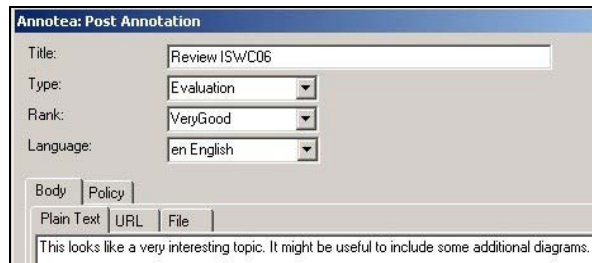 Annotea: Post Annotation
Title: Review ISWC06
Type: Evaluation
Rank: VeryGood
Language: en English
Body Policy
Plain Text URL File
This looks like a very interesting topic. It might be useful to include some additional diagrams.